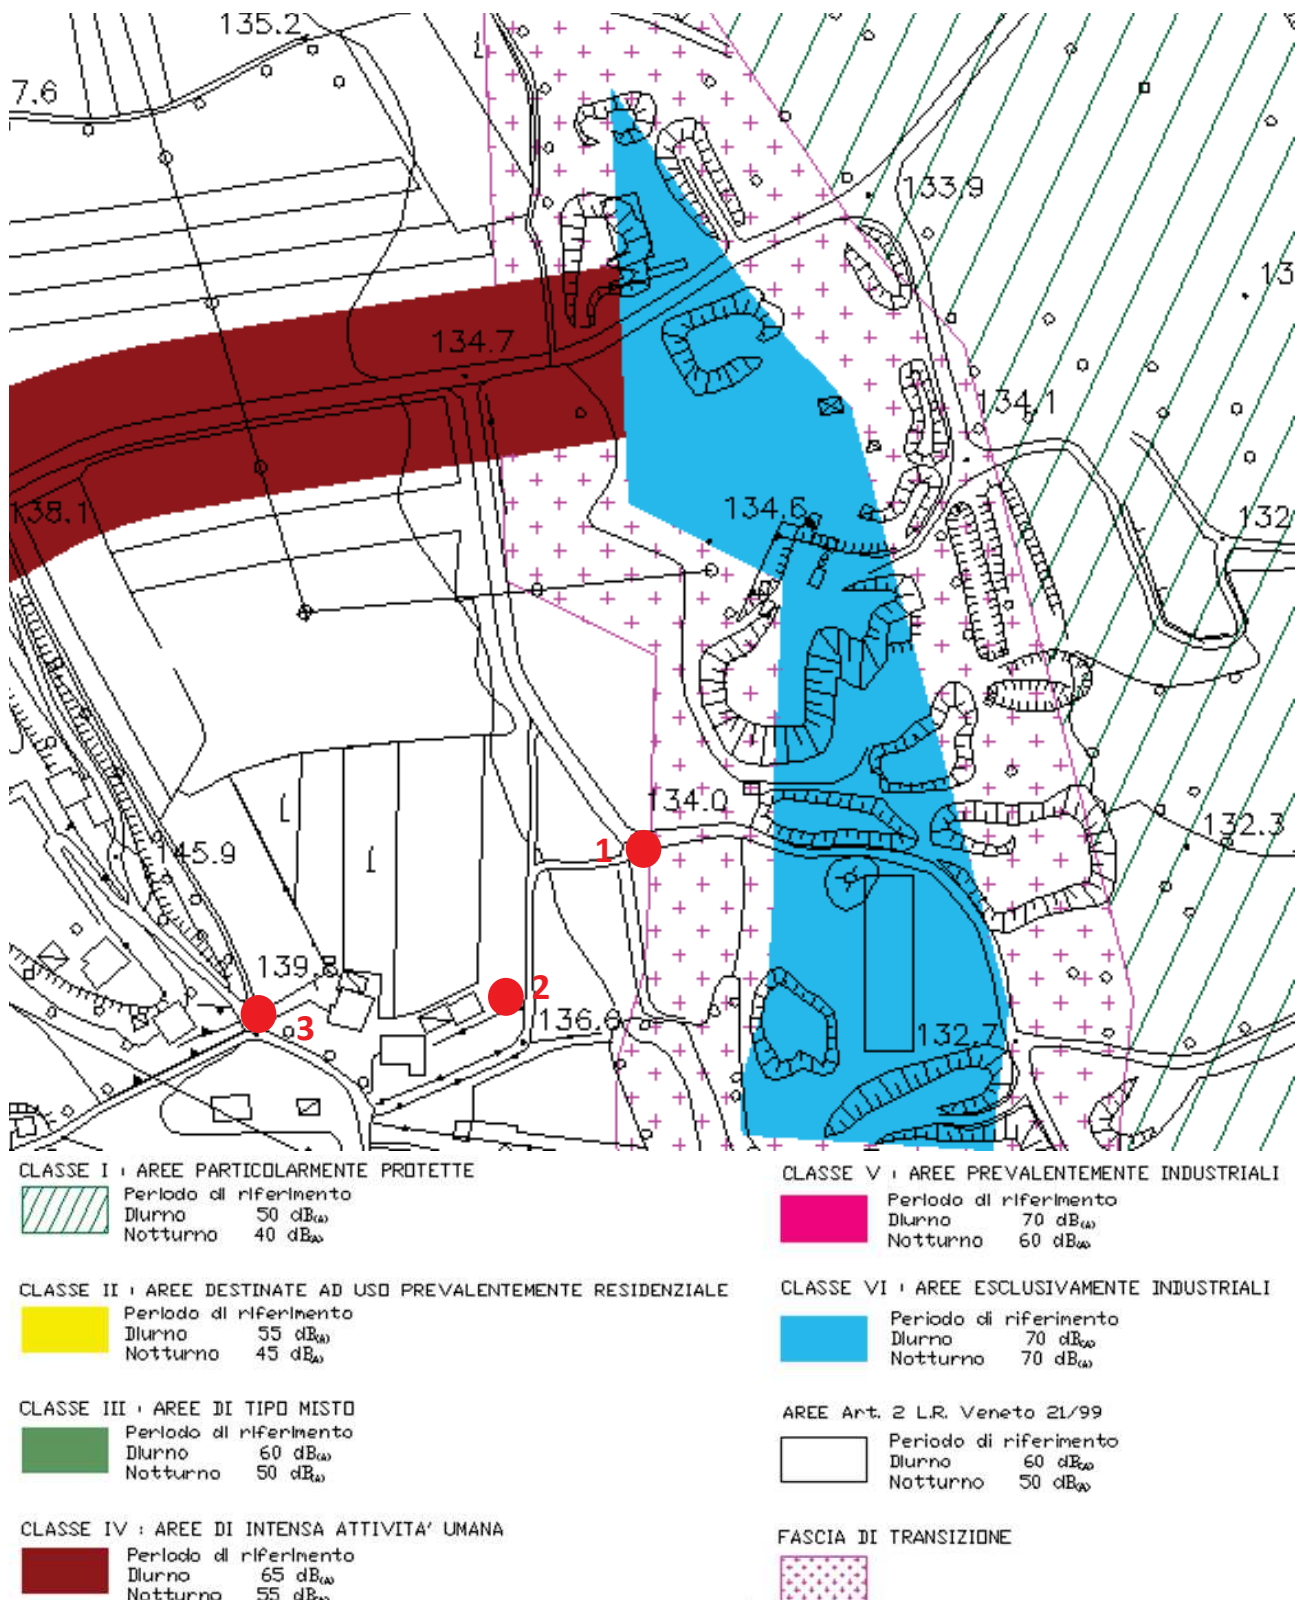 135.2
7.6
133.9
13
134.7
134.1
138.1
134.6
132
134.0
132.3
145.9
1
139.8
2
136.6
3
132.7
CLASSE I : AREE PARTICOLARMENTE PROTETTE
Periodo di riferimento
Diurno 50 dB(A)
Notturno 40 dB(A)
CLASSE II : AREE DESTINATE AD USO PREVALENTEMENTE RESIDENZIALE
Periodo di riferimento
Diurno 55 dB(A)
Notturno 45 dB(A)
CLASSE III : AREE DI TIPO MISTO
Periodo di riferimento
Diurno 60 dB(A)
Notturno 50 dB(A)
CLASSE IV : AREE DI INTENSA ATTIVITA' UMANA
Periodo di riferimento
Diurno 65 dB(A)
Notturno 55 dB(A)
CLASSE V : AREE PREVALENTEMENTE INDUSTRIALI
Periodo di riferimento
Diurno 70 dB(A)
Notturno 60 dB(A)
CLASSE VI : AREE ESCLUSIVAMENTE INDUSTRIALI
Periodo di riferimento
Diurno 70 dB(A)
Notturno 70 dB(A)
AREE Art. 2 L.R. Veneto 21/99
Periodo di riferimento
Diurno 60 dB(A)
Notturno 50 dB(A)
FASCIA DI TRANSIZIONE